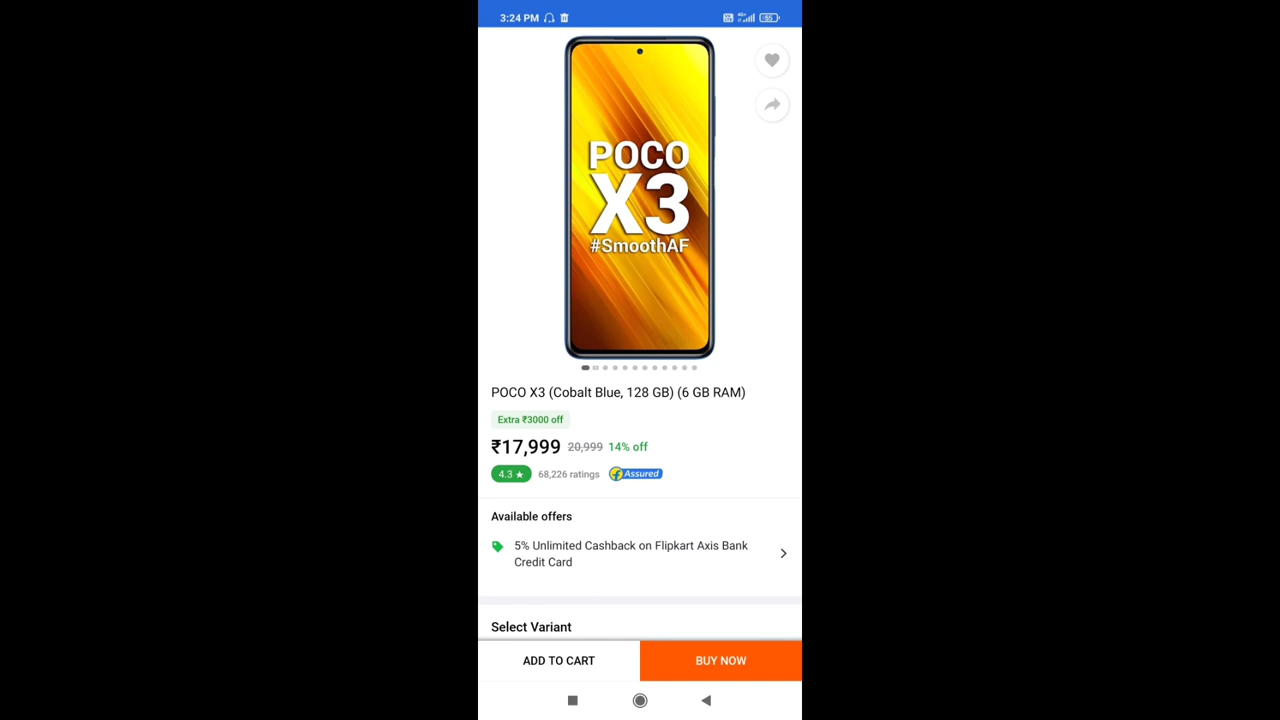 3:24 PM
POCO
X3
#SmoothAF
POCO X3 (Cobalt Blue, 128 GB) (6 GB RAM)
Extra ₹3000 off
₹17,999 20,999 14% off
4.3 ★ 68,226 ratings f Assured
Available offers
5% Unlimited Cashback on Flipkart Axis Bank
Credit Card
Select Variant
ADD TO CART BUY NOW